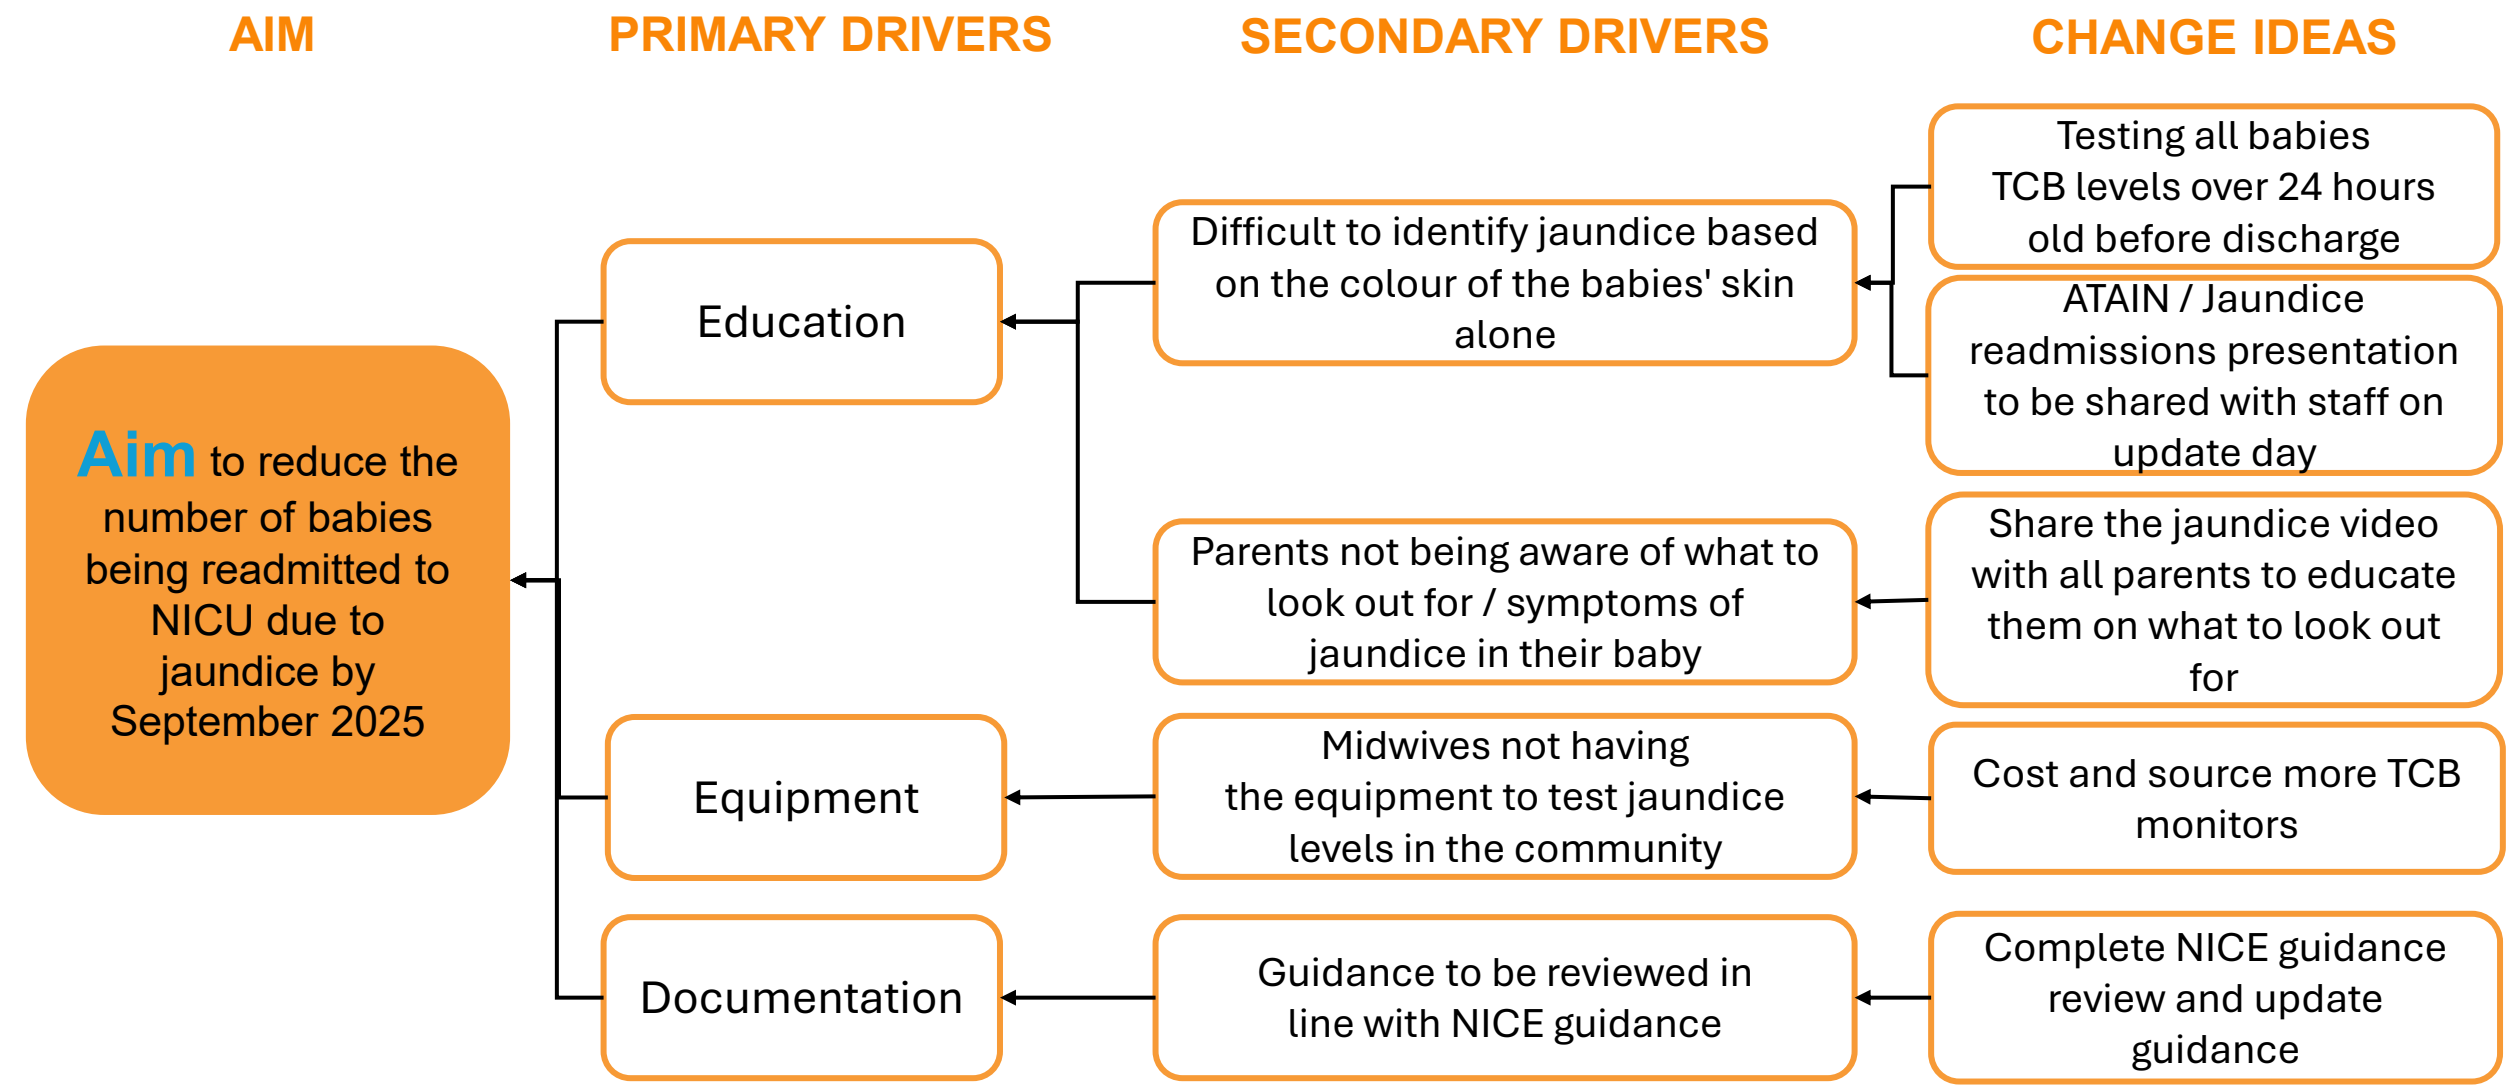 AIM
PRIMARY DRIVERS
SECONDARY DRIVERS
CHANGE IDEAS
Aim to reduce the
number of babies
being readmitted to
NICU due to
jaundice by
September 2025
Education
Equipment
Documentation
Difficult to identify jaundice based
on the colour of the babies' skin
alone
Parents not being aware of what to
look out for / symptoms of
jaundice in their baby
Midwives not having
the equipment to test jaundice
levels in the community
Guidance to be reviewed in
line with NICE guidance
Testing all babies
TCB levels over 24 hours
old before discharge
ATAIN / Jaundice
readmissions presentation
to be shared with staff on
update day
Share the jaundice video
with all parents to educate
them on what to look out
for
Cost and source more TCB
monitors
Complete NICE guidance
review and update
guidance